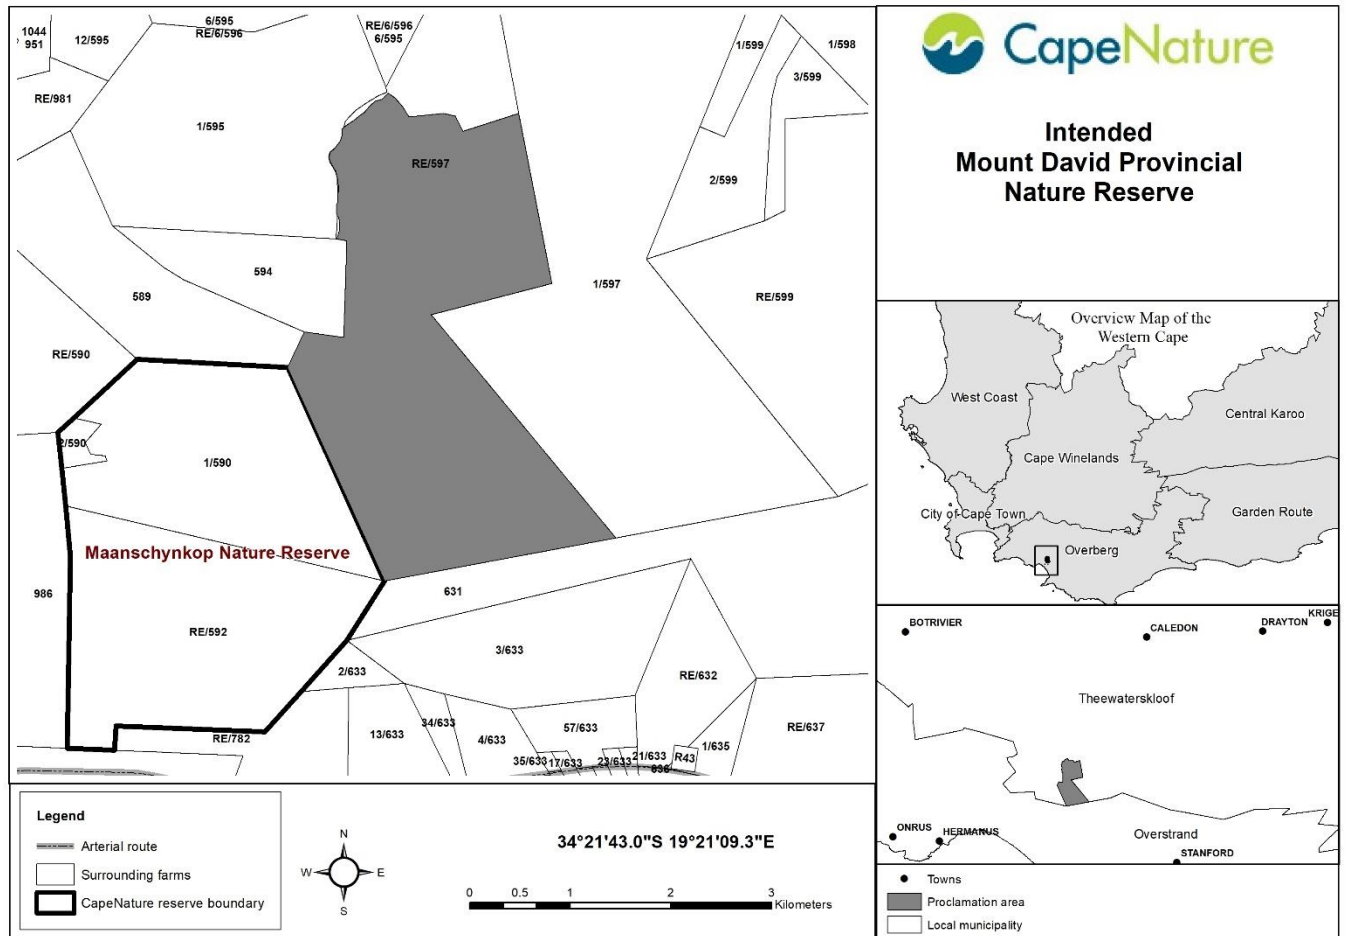 1044
951
12/595
6/595
RE/6/596
RE/6/596
6/595
1/599
1/598
3/599
RE/981
1/595
RE/597
2/599
594
589
1/597
RE/599
RE/590
2/590
1/590
Maanschynkop Nature Reserve
986
631
RE/592
3/633
2/633
RE/632
RE/782
13/633
34/633
4/633
57/633
RE/637
35/633
17/633
23/633
21/633
R43
1/635
CapeNature
Intended
Mount David Provincial
Nature Reserve
Overview Map of the
Western Cape
West Coast
Central Karoo
Cape Winelands
City of Cape Town
Garden Route
Overberg
BOTRIVIER
CALEDON
DRAYTON
KRIGE
Theewaterskloof
ONRUS
HERMANUS
Overstrand
STANFORD
Towns
Proclamation area
Local municipality
Legend
Arterial route
Surrounding farms
CapeNature reserve boundary
N
W
E
S
34°21'43.0"S 19°21'09.3"E
0 0.5 1 2 3
Kilometers